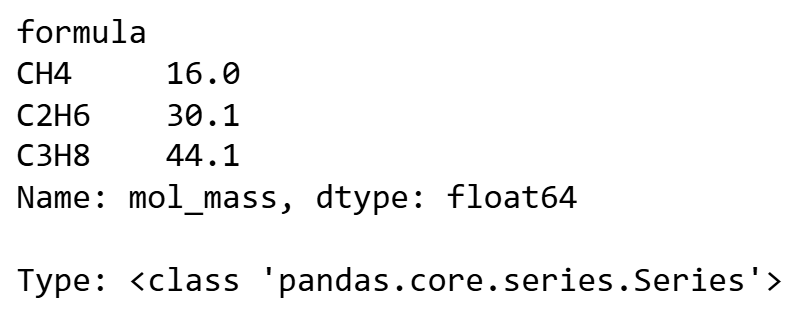 formula
CH4     16.0
C2H6    30.1
C3H8    44.1
Name: mol_mass, dtype: float64

Type: <class 'pandas.core.series.Series'>